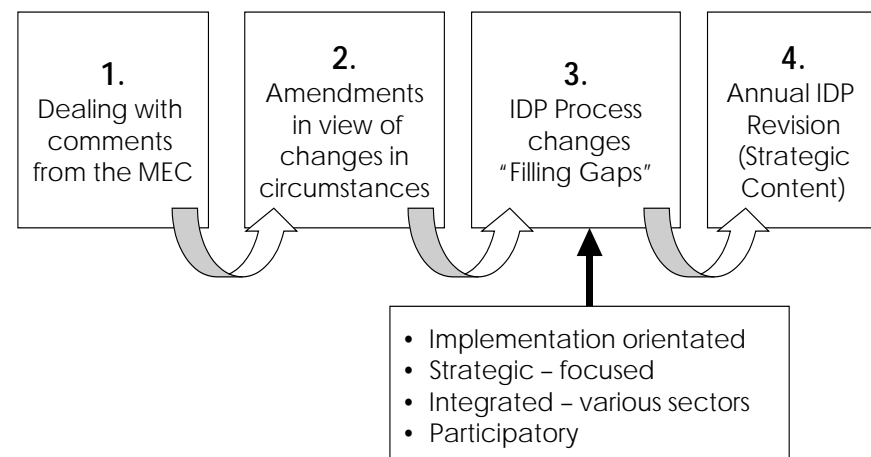 1.
Dealing with
comments
from the MEC
2.
Amendments
in view of
changes in
circumstances
3.
IDP Process
changes
“Filling Gaps”
4.
Annual IDP
Revision
(Strategic
Content)
• Implementation orientated
• Strategic – focused
• Integrated – various sectors
• Participatory